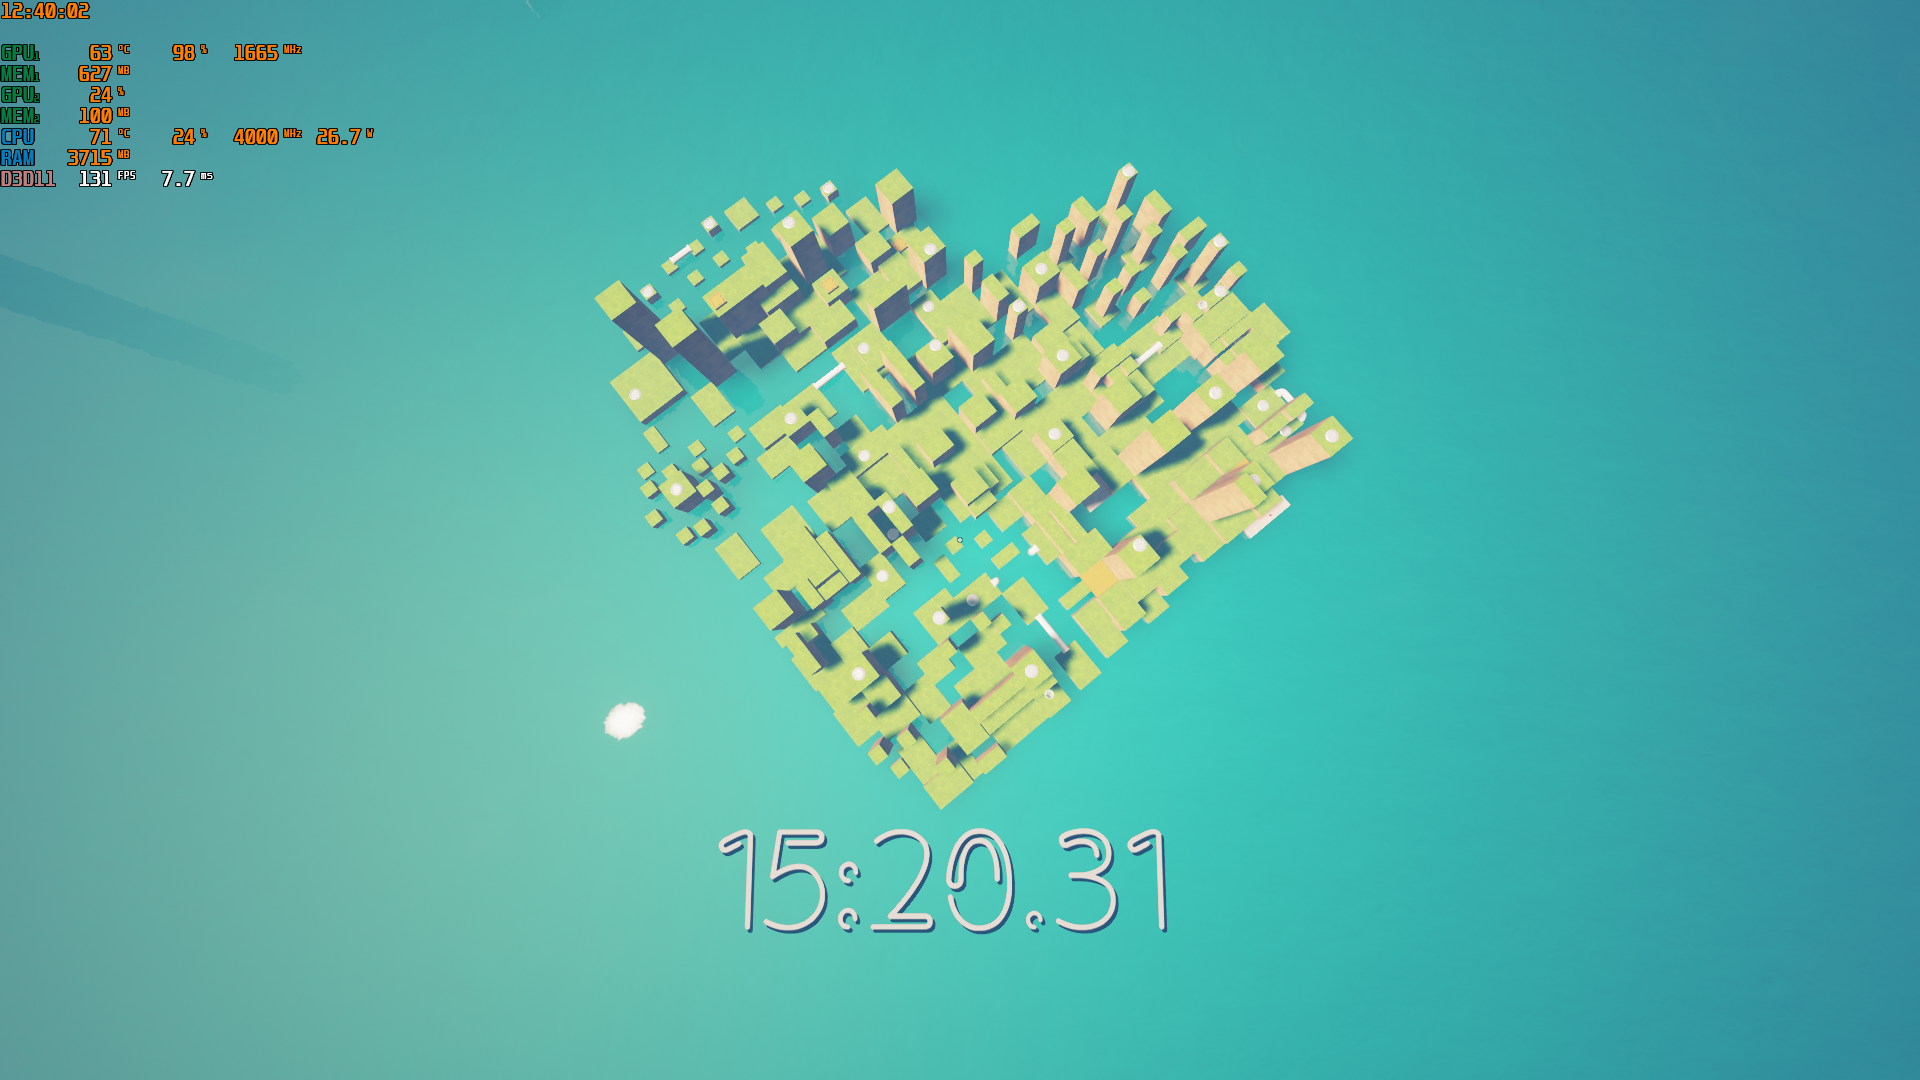 12:40:02
GPU1 63 °C 98 % 1665 MHz
MEM1 627 MB
GPU2 24 %
MEM2 100 MB
CPU 71 °C 24 % 4000 MHz 26.7 W
RAM 3715 MB
D3D11 131 FPS 7.7 ms
15:20.31